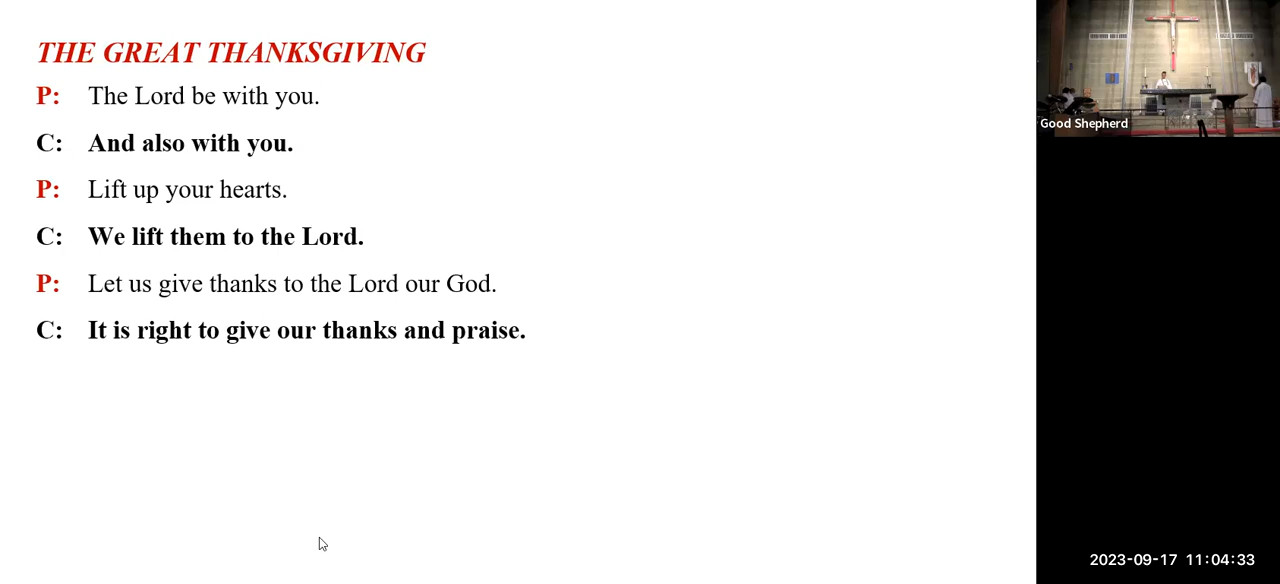 THE GREAT THANKSGIVING
P: The Lord be with you.
C: And also with you.
P: Lift up your hearts.
C: We lift them to the Lord.
P: Let us give thanks to the Lord our God.
C: It is right to give our thanks and praise.
Good Shepherd
2023-09-17 11:04:33